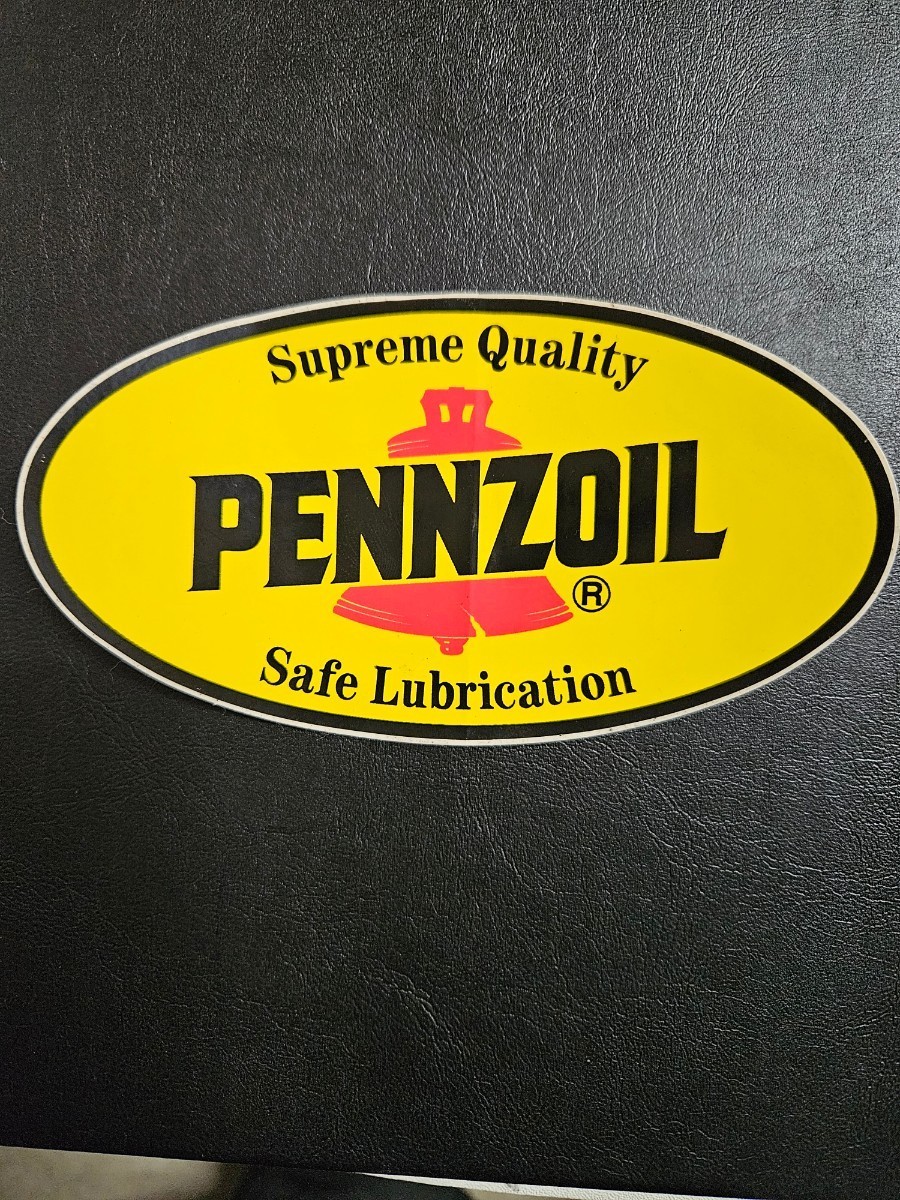 Supreme Quality
PENNZOIL
®
Safe Lubrication